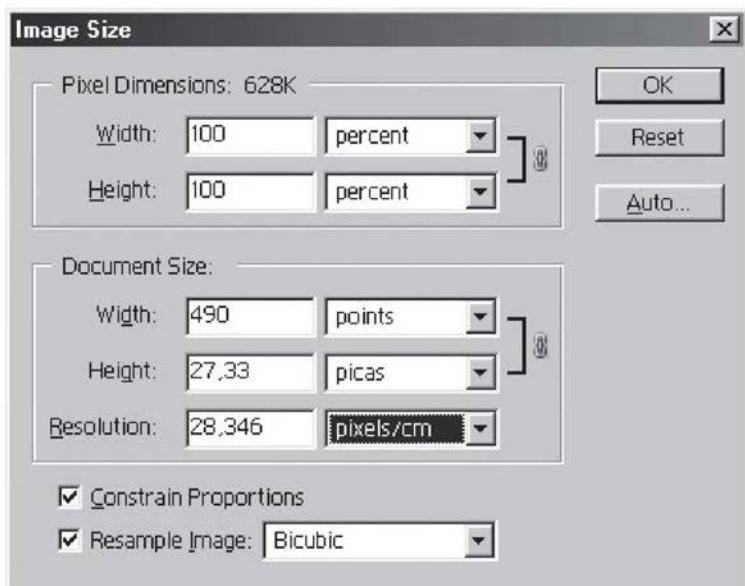 Image Size
Pixel Dimensions: 628K
OK
Width: 100 percent
Reset
Height: 100 percent
Auto...
Document Size:
Width: 490 points
Height: 27,33 picas
Resolution: 28,346 pixels/cm
Constrain Proportions
Resample Image: Bicubic